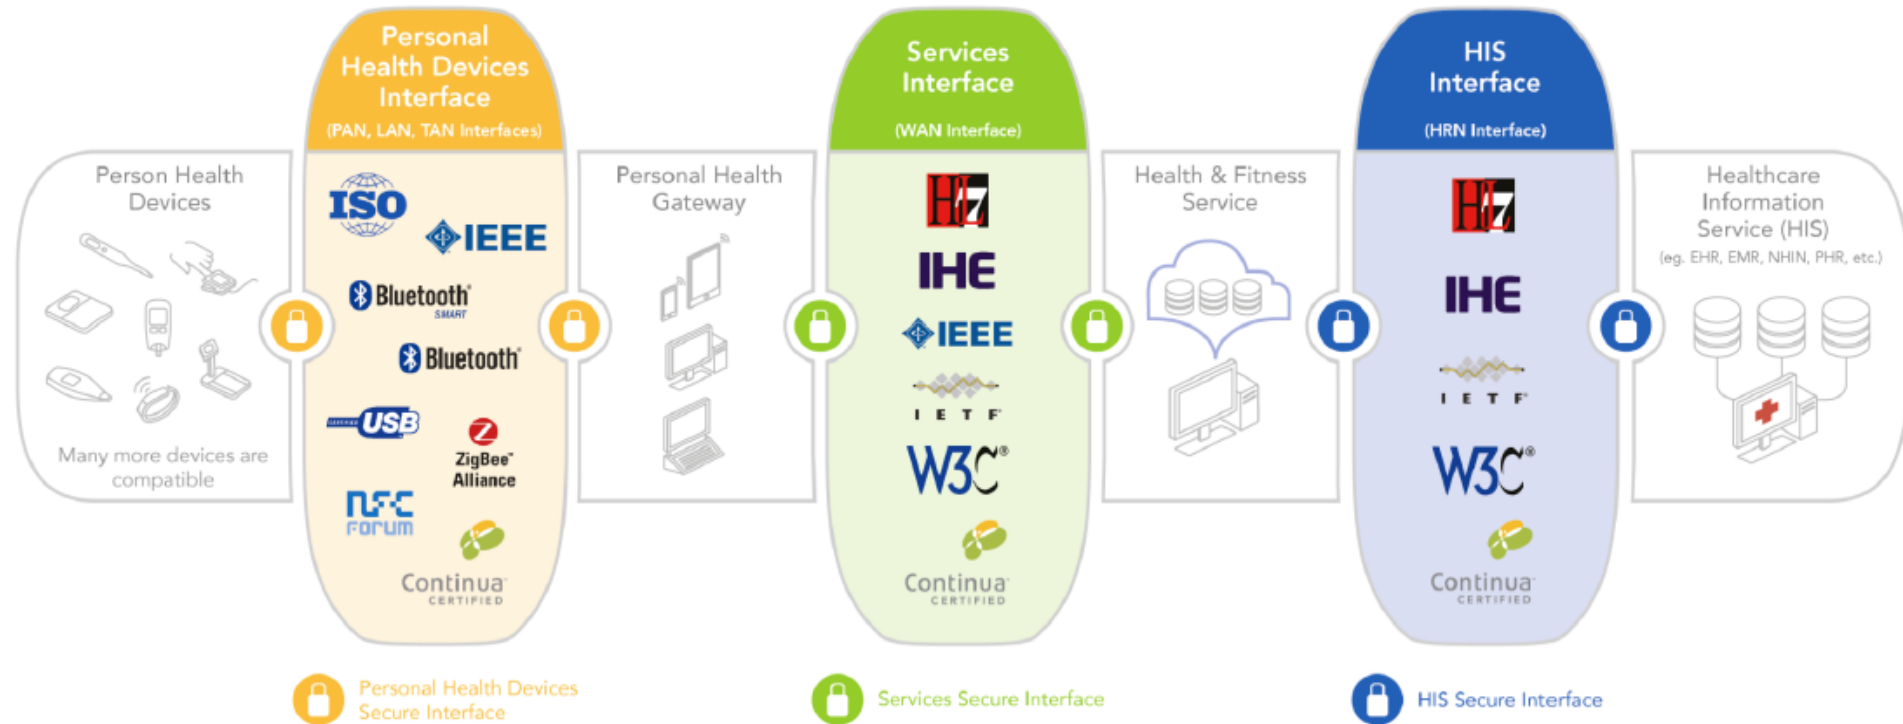 Personal
Health Devices
Interface
(PAN, LAN, TAN Interfaces)
Services
Interface
(WAN Interface)
HIS
Interface
(HRN Interface)
Person Health
Devices
Many more devices are
compatible
ISO
IEEE
Bluetooth®
SMART
Bluetooth®
CERTIFIED USB
ZigBee™
Alliance
NFC
FORUM
Continua
CERTIFIED
Personal Health
Gateway
HL7
IHE
IEEE
I E T F®
W3C®
Continua
CERTIFIED
Health & Fitness
Service
HL7
IHE
I E T F®
W3C®
Continua
CERTIFIED
Healthcare
Information
Service (HIS)
(eg. EHR, EMR, NHIN, PHR, etc.)
Personal Health Devices
Secure Interface
Services Secure Interface
HIS Secure Interface